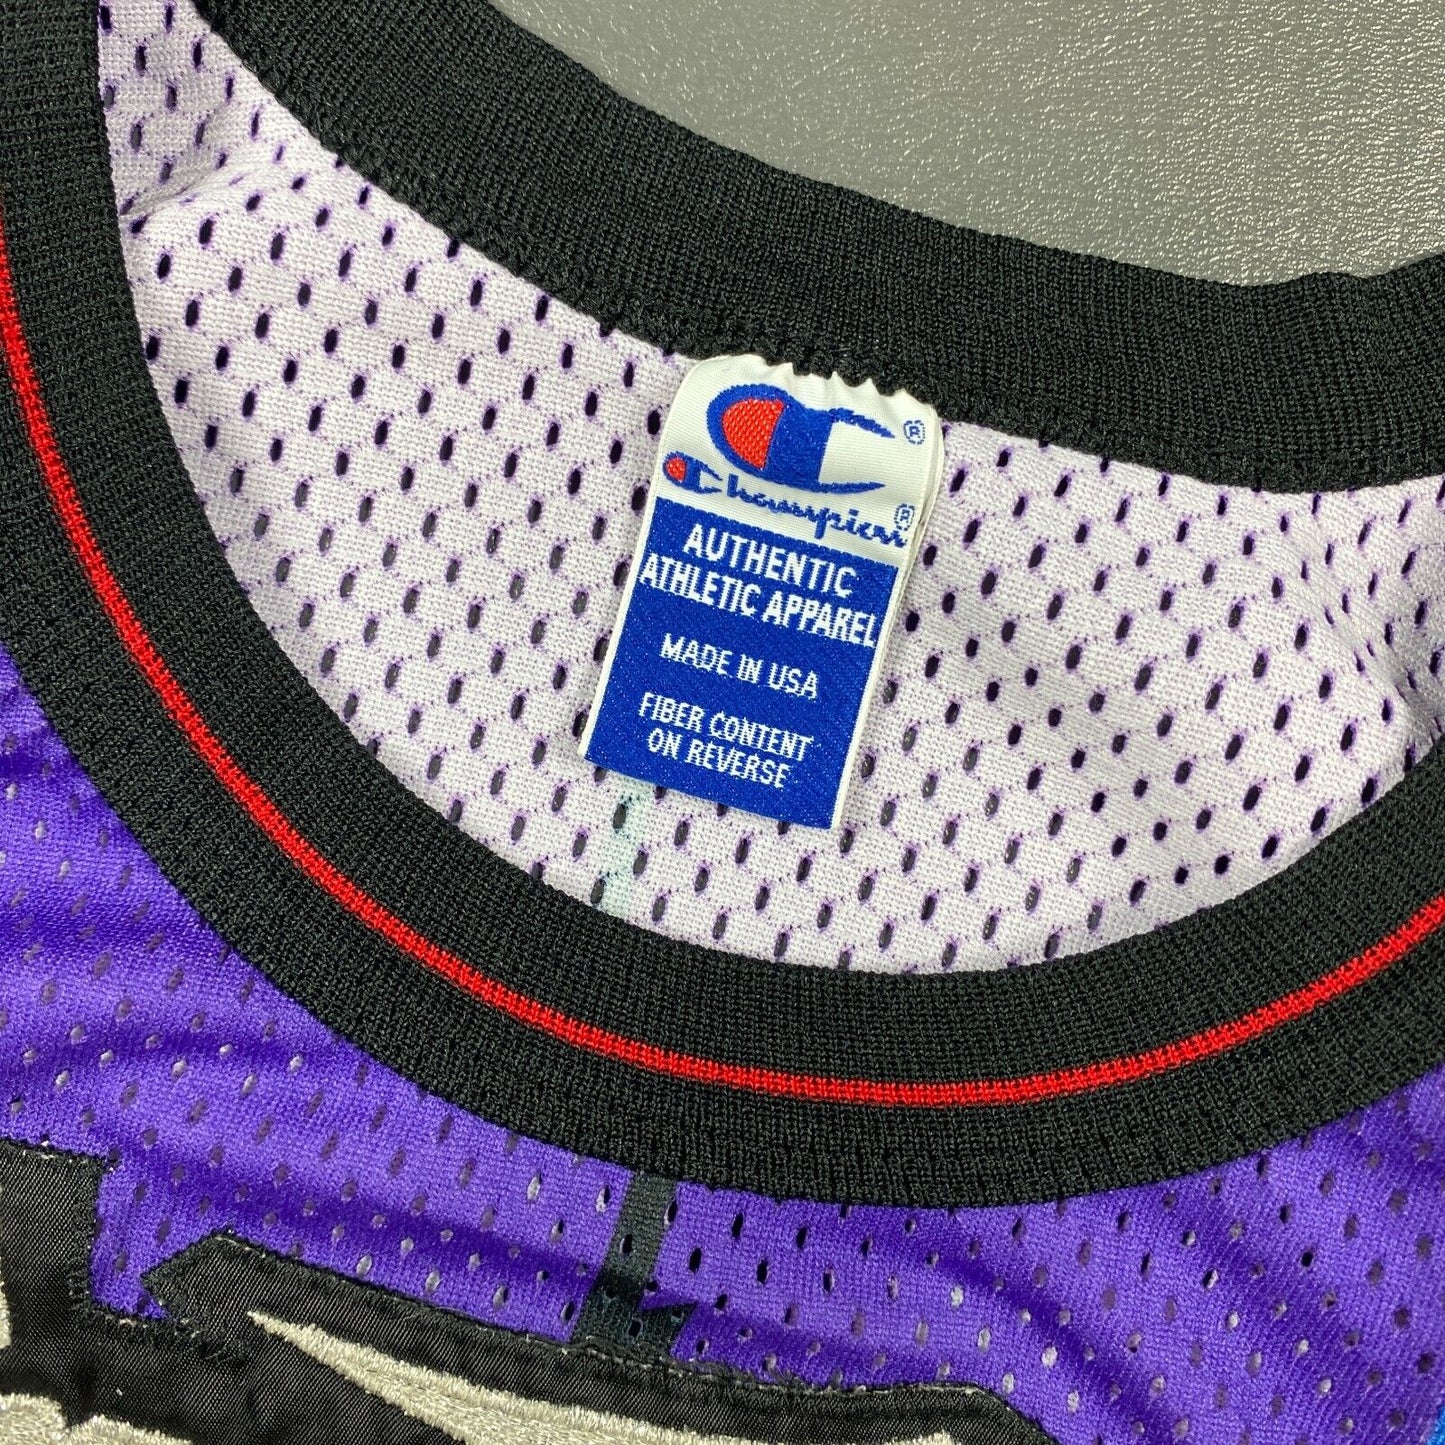 ®
Champion®
AUTHENTIC
ATHLETIC APPAREL
MADE IN USA
FIBER CONTENT
ON REVERSE